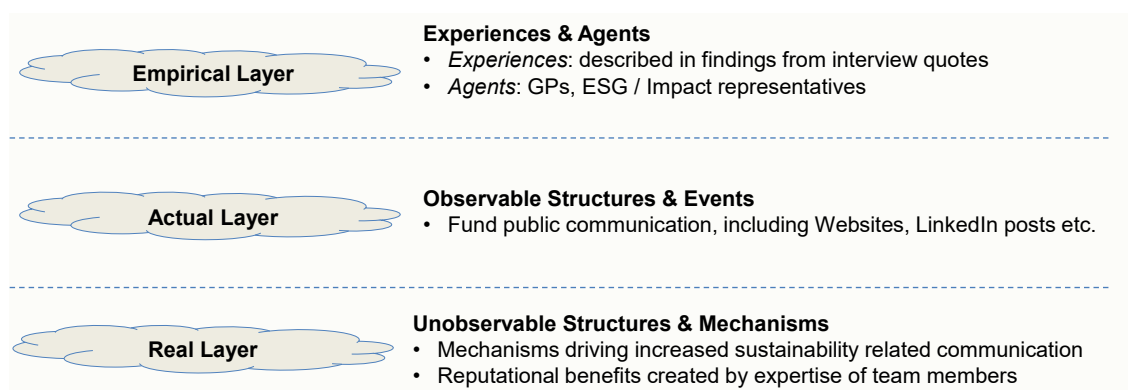 Experiences & Agents
Empirical Layer
• Experiences: described in findings from interview quotes
• Agents: GPs, ESG / Impact representatives
Observable Structures & Events
Actual Layer
• Fund public communication, including Websites, LinkedIn posts etc.
Unobservable Structures & Mechanisms
Real Layer
• Mechanisms driving increased sustainability related communication
• Reputational benefits created by expertise of team members